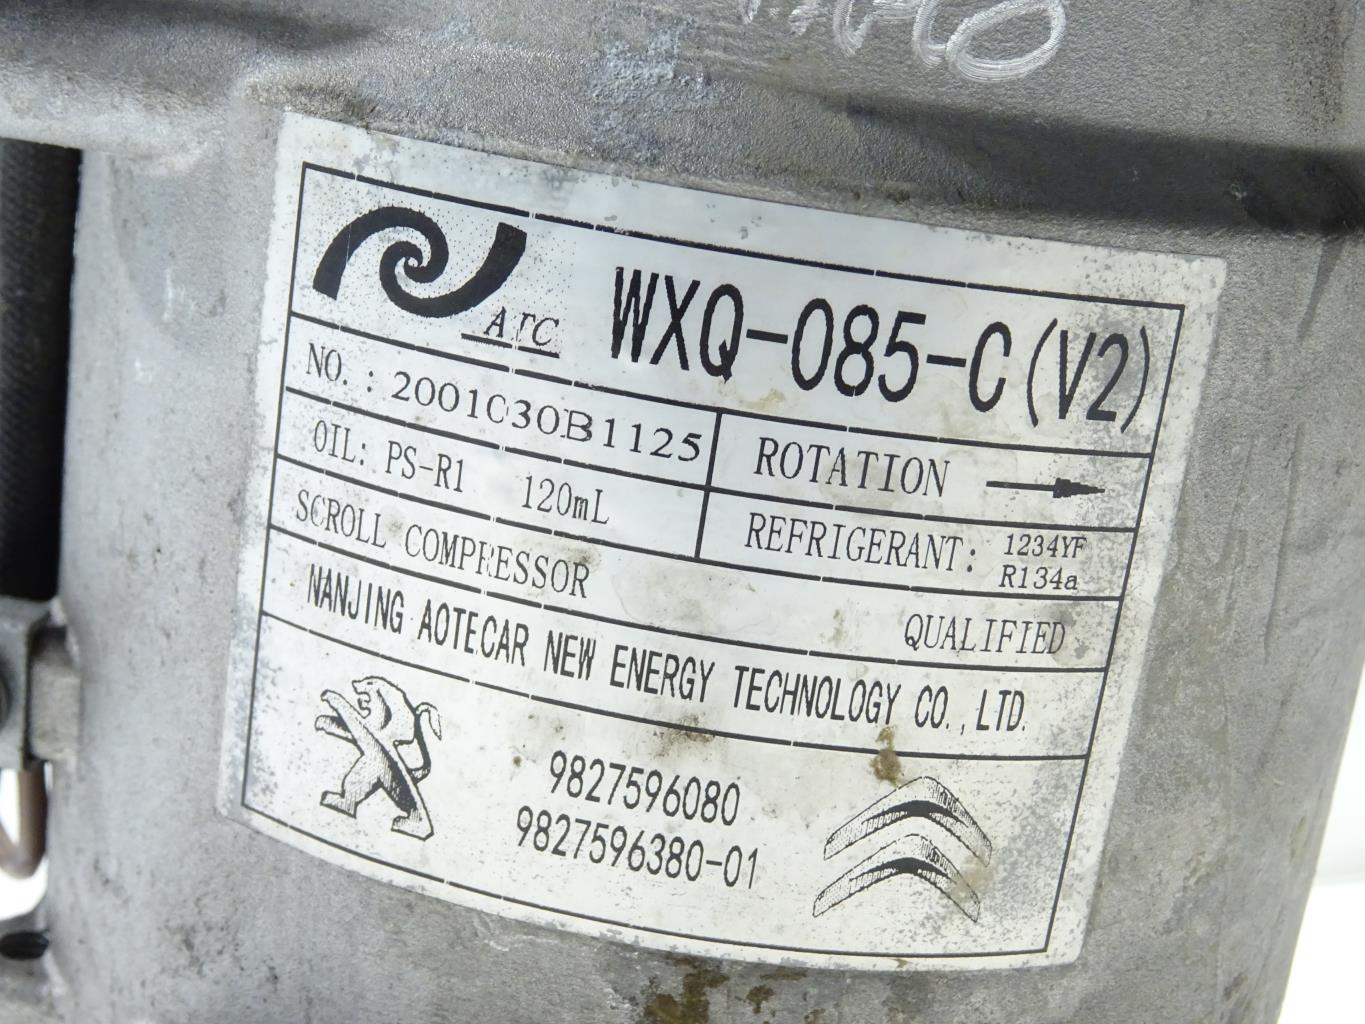 ATC
WXQ-085-C(V2)
NO.: 2001030B1125
ROTATION
OIL: PS-R1 120mL
REFRIGERANT: 1234YF
R134a
SCROLL COMPRESSOR
QUALIFIED
NANJING AOTECAR NEW ENERGY TECHNOLOGY CO.,LTD.
9827596080
9827596380-01